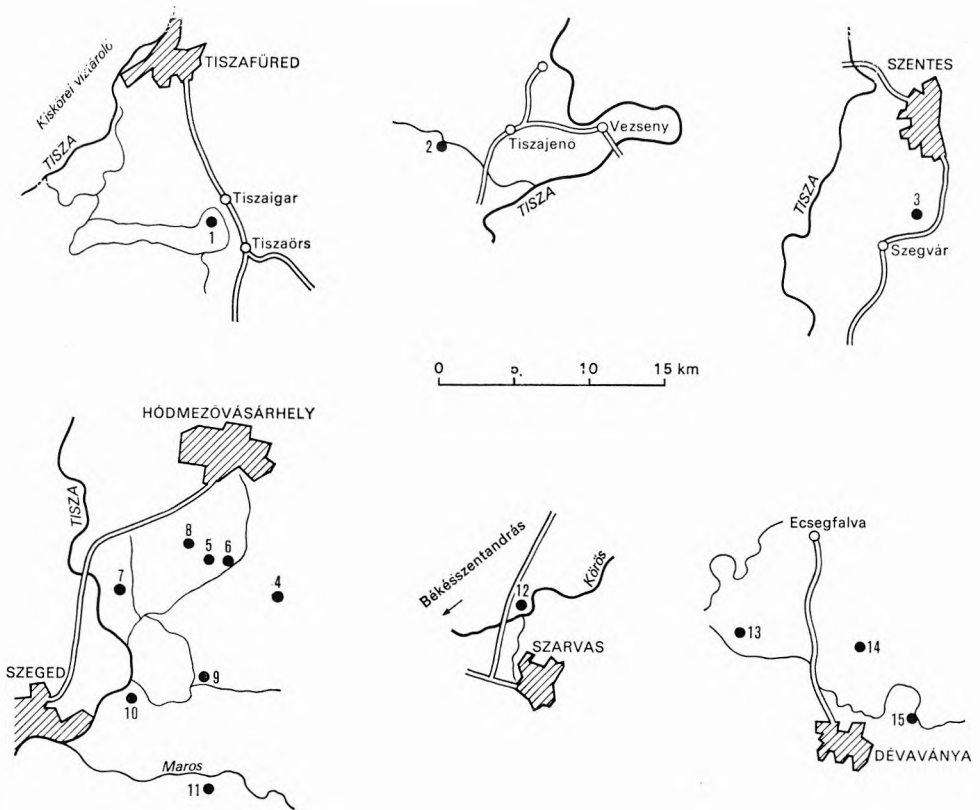 Kiskörei víztároló
TISZAFÜRED
TISZA
Tiszaigar
1
Tiszaörs
2
Tiszajenő
Vezseny
TISZA
SZENTES
TISZA
3
Szegvár
0 5. 10 15 km
HÓDMEZŐVÁSÁRHELY
TISZA
8
5
6
7
4
SZEGED
9
10
Maros
11
Békésszentandrás
Körös
12
SZARVAS
Ecsegfalva
13
14
15
DÉVAVÁNYA